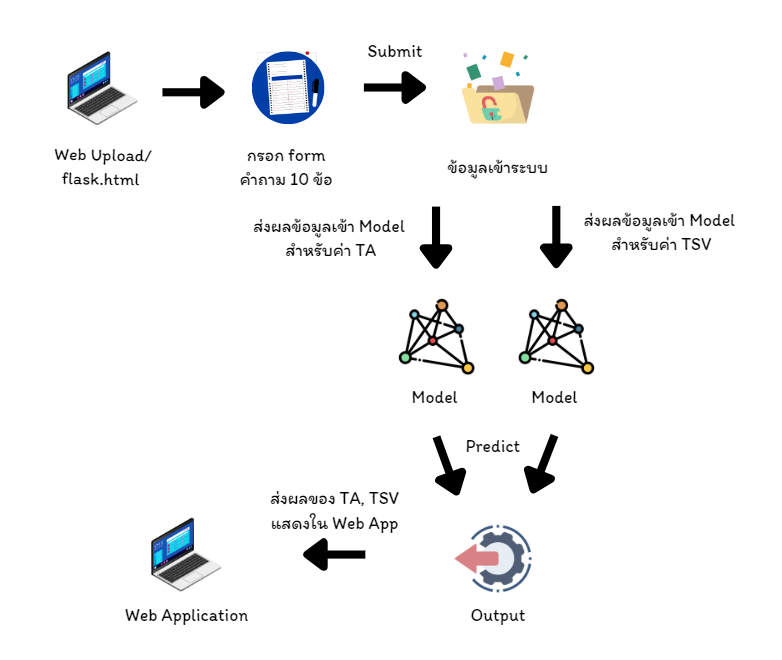 Submit
Web Upload/
flask.html
กรอก form
คำถาม 10 ข้อ
ข้อมูลเข้าระบบ
ส่งผลข้อมูลเข้า Model
สำหรับค่า TA
ส่งผลข้อมูลเข้า Model
สำหรับค่า TSV
Model
Model
Predict
ส่งผลของ TA, TSV
แสดงใน Web App
Web Application
Output